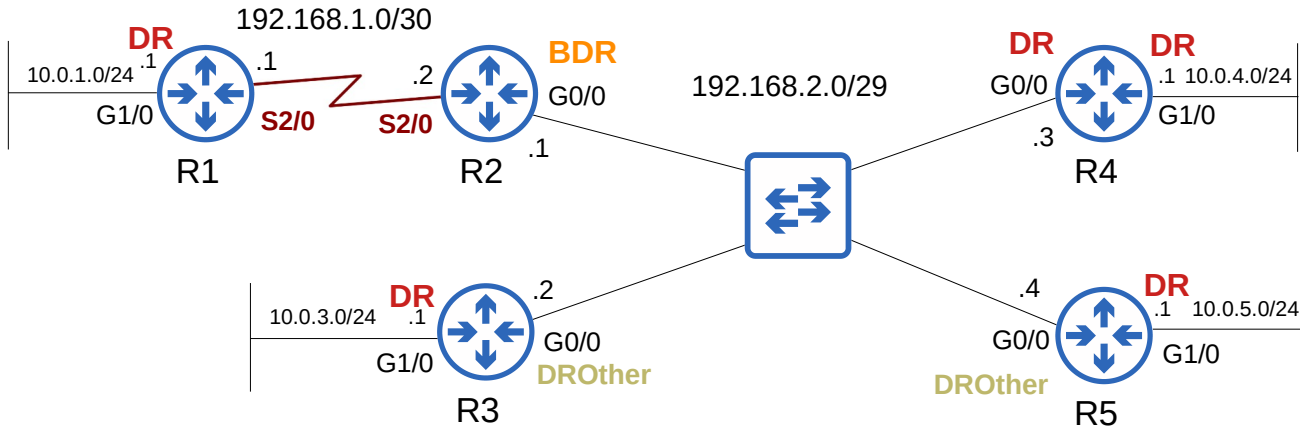 192.168.1.0/30
DR
10.0.1.0/24
.1
G1/0
.1
S2/0
R1
.2
S2/0
BDR
G0/0
.1
R2
192.168.2.0/29
DR
G0/0
.3
DR
.1
10.0.4.0/24
G1/0
R4
DR
10.0.3.0/24
.1
G1/0
.2
G0/0
DROther
R3
.4
G0/0
DROther
DR
.1
10.0.5.0/24
G1/0
R5